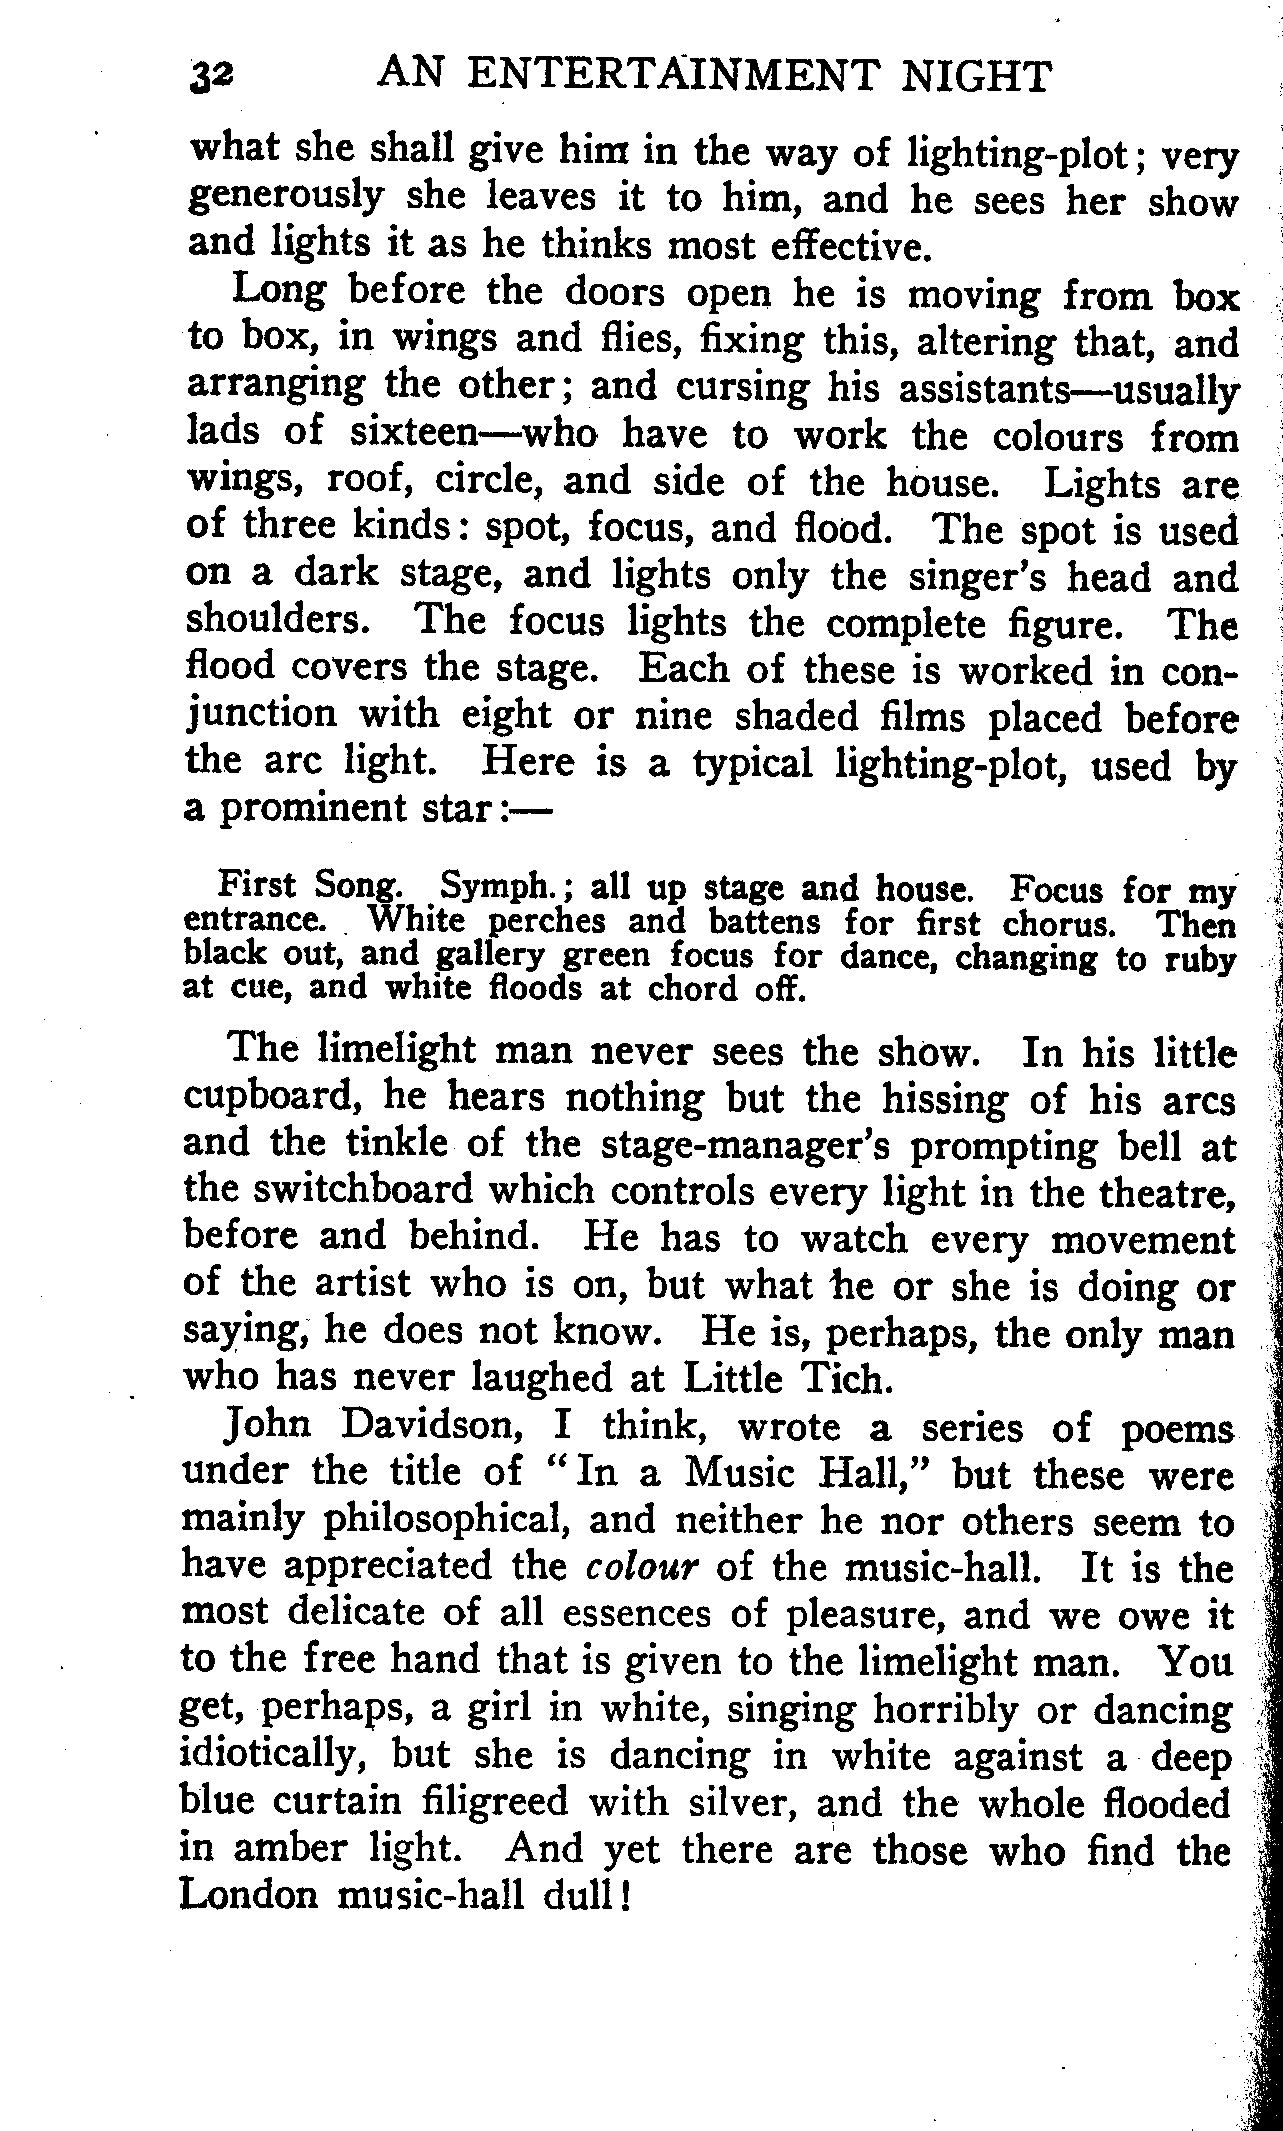 32 AN ENTERTAINMENT NIGHT
what she shall give him in the way of lighting-plot; very
generously she leaves it to him, and he sees her show
and lights it as he thinks most effective.
Long before the doors open he is moving from box
to box, in wings and flies, fixing this, altering that, and
arranging the other; and cursing his assistants—usually
lads of sixteen—who have to work the colours from
wings, roof, circle, and side of the house. Lights are
of three kinds: spot, focus, and flood. The spot is used
on a dark stage, and lights only the singer's head and
shoulders. The focus lights the complete figure. The
flood covers the stage. Each of these is worked in con-
junction with eight or nine shaded films placed before
the arc light. Here is a typical lighting-plot, used by
a prominent star:—
First Song. Symph.; all up stage and house. Focus for my
entrance. White perches and battens for first chorus. Then
black out, and gallery green focus for dance, changing to ruby
at cue, and white floods at chord off.
The limelight man never sees the show. In his little
cupboard, he hears nothing but the hissing of his arcs
and the tinkle of the stage-manager's prompting bell at
the switchboard which controls every light in the theatre,
before and behind. He has to watch every movement
of the artist who is on, but what he or she is doing or
saying, he does not know. He is, perhaps, the only man
who has never laughed at Little Tich.
John Davidson, I think, wrote a series of poems
under the title of "In a Music Hall," but these were
mainly philosophical, and neither he nor others seem to
have appreciated the colour of the music-hall. It is the
most delicate of all essences of pleasure, and we owe it
to the free hand that is given to the limelight man. You
get, perhaps, a girl in white, singing horribly or dancing
idiotically, but she is dancing in white against a deep
blue curtain filigreed with silver, and the whole flooded
in amber light. And yet there are those who find the
London music-hall dull!